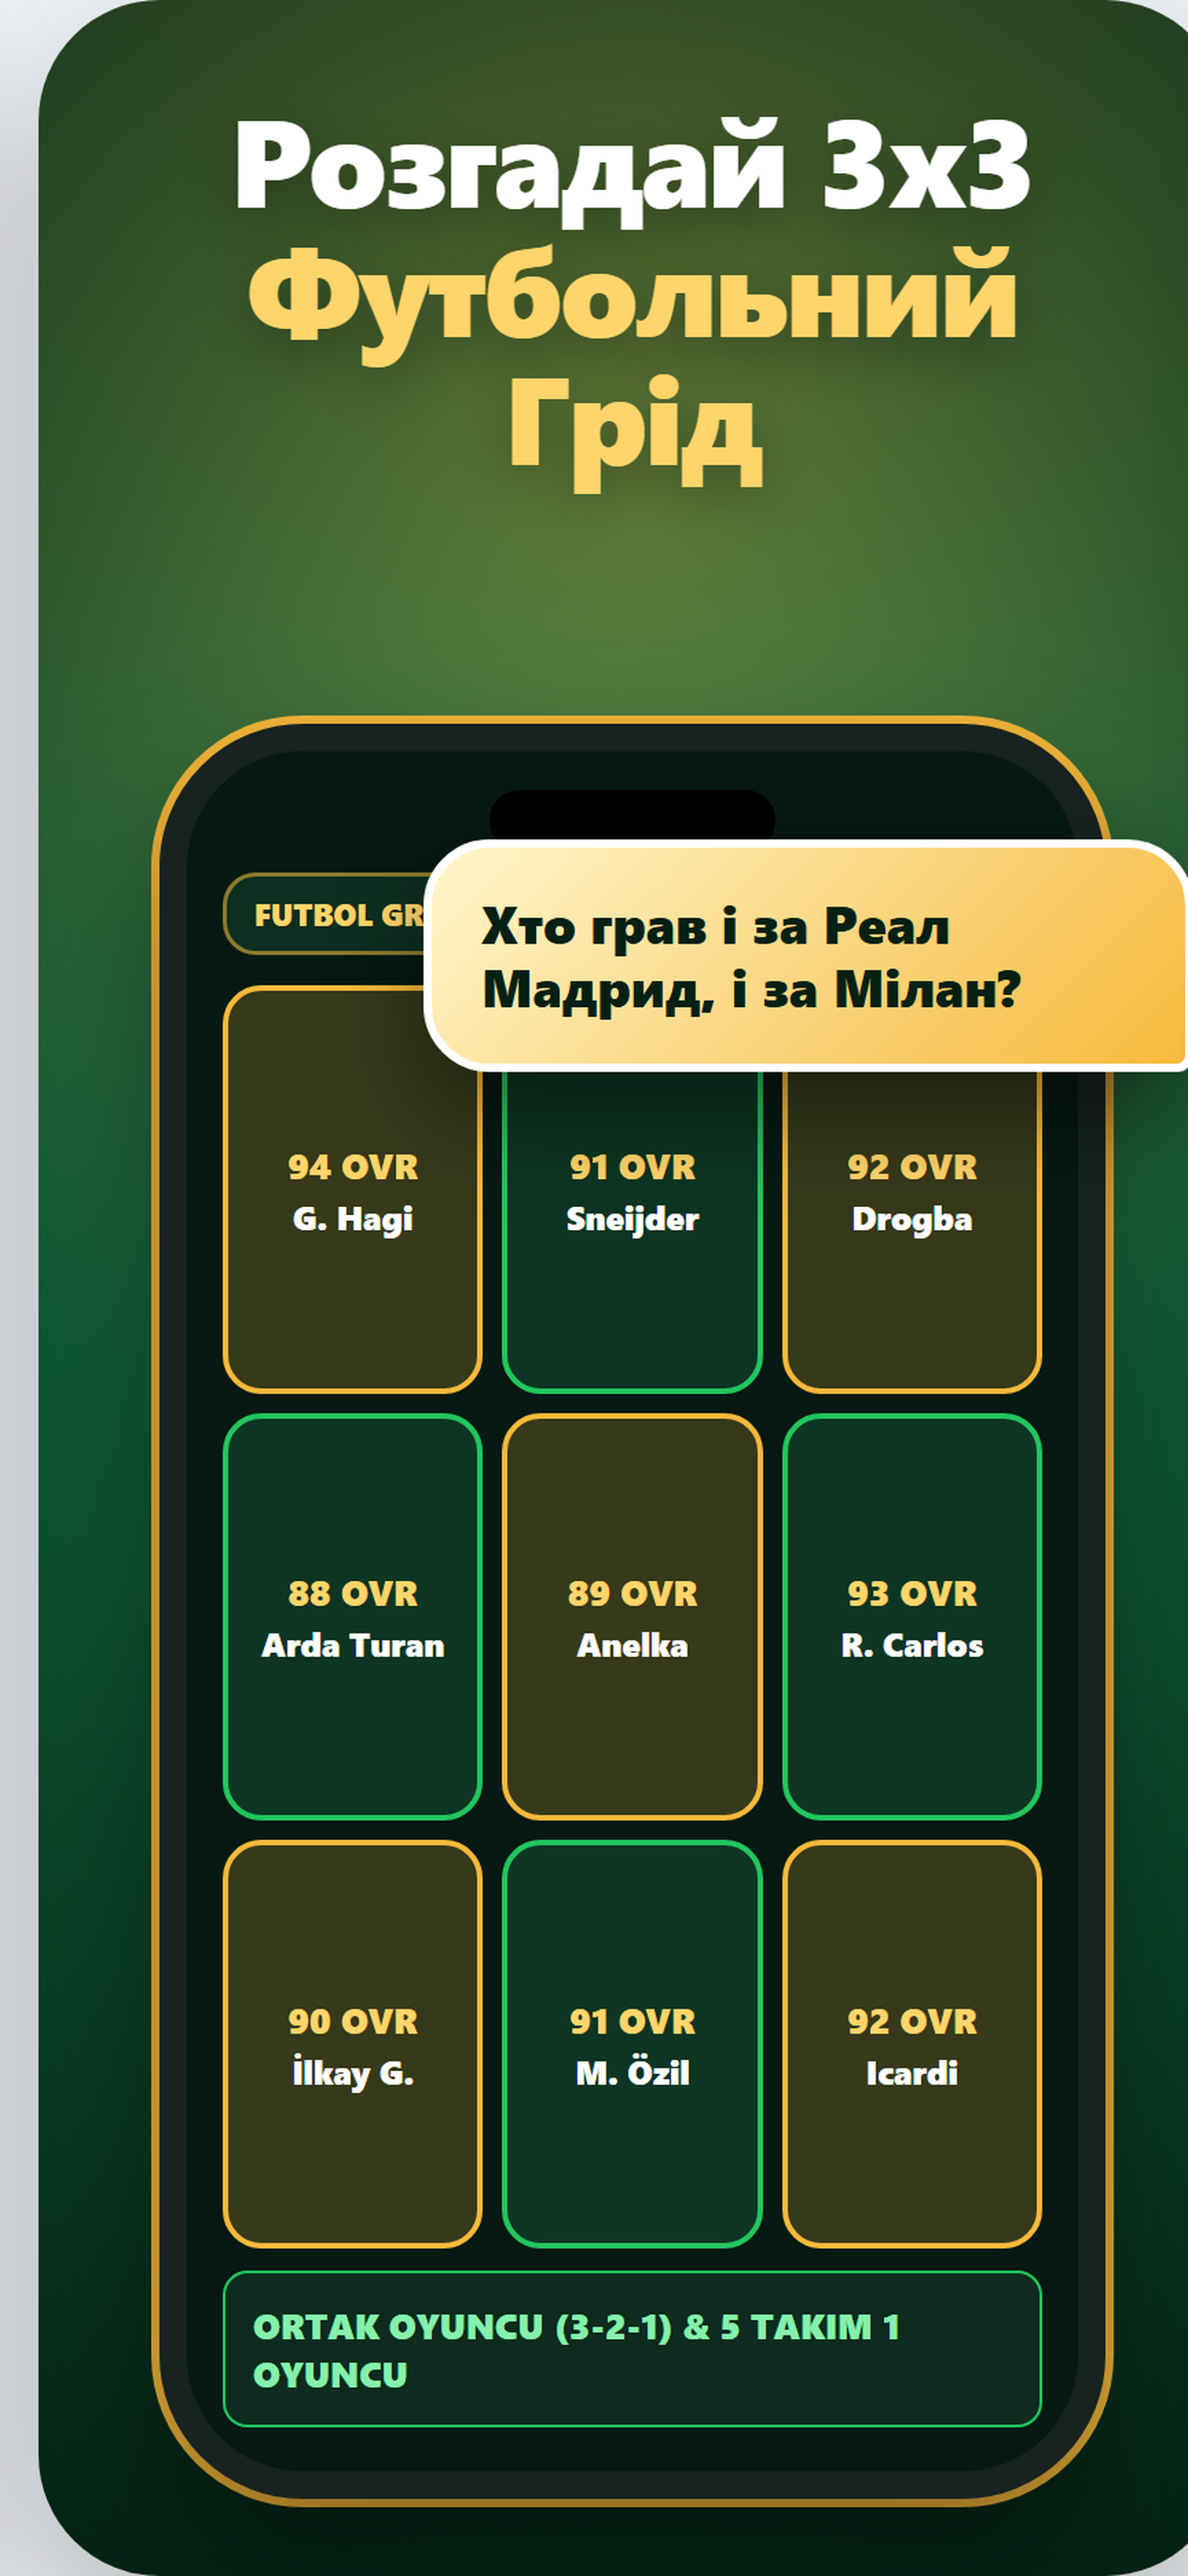 Розгадай 3x3
Футбольний
Грід
FUTBOL GR
Хто грав і за Реал
Мадрид, і за Мілан?
94 OVR
G. Hagi
91 OVR
Sneijder
92 OVR
Drogba
88 OVR
Arda Turan
89 OVR
Anelka
93 OVR
R. Carlos
90 OVR
İlkay G.
91 OVR
M. Özil
92 OVR
Icardi
ORTAK OYUNCU (3-2-1) & 5 TAKIM 1
OYUNCU